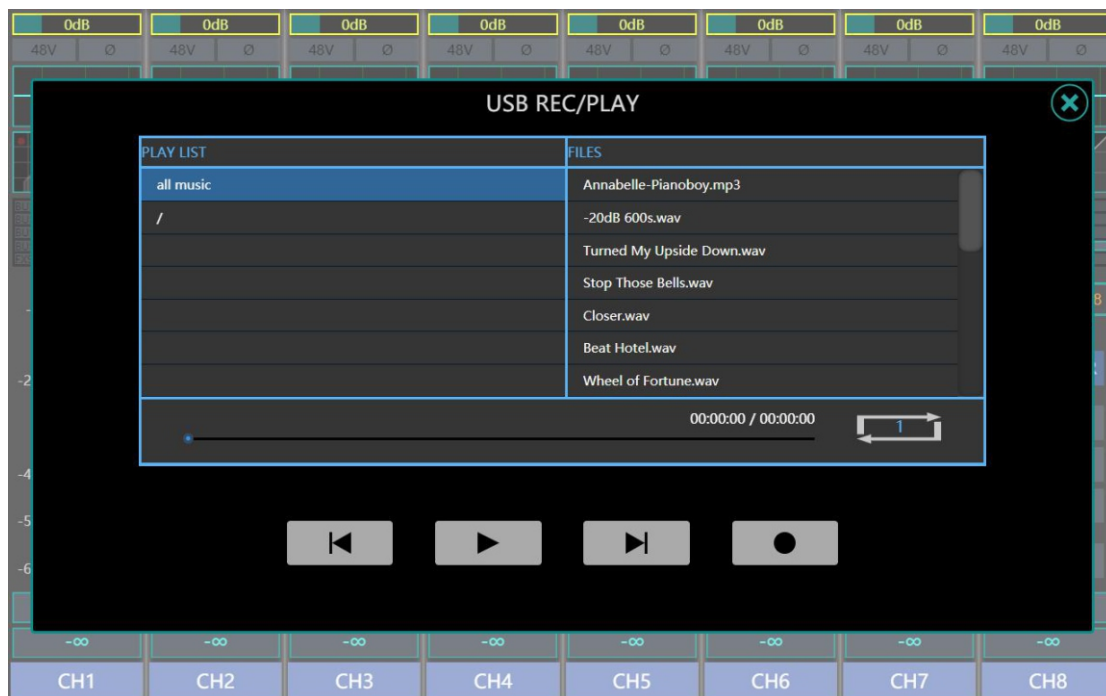 0dB 0dB 0dB 0dB 0dB 0dB 0dB 0dB
48V Ø 48V Ø 48V Ø 48V Ø 48V Ø 48V Ø 48V Ø 48V Ø
USB REC/PLAY
PLAY LIST FILES
all music Annabelle-Pianoboy.mp3
/ -20dB 600s.wav
Turned My Upside Down.wav
Stop Those Bells.wav
Closer.wav
Beat Hotel.wav
Wheel of Fortune.wav
00:00:00 / 00:00:00 1
-∞ -∞ -∞ -∞ -∞ -∞ -∞ -∞
CH1 CH2 CH3 CH4 CH5 CH6 CH7 CH8